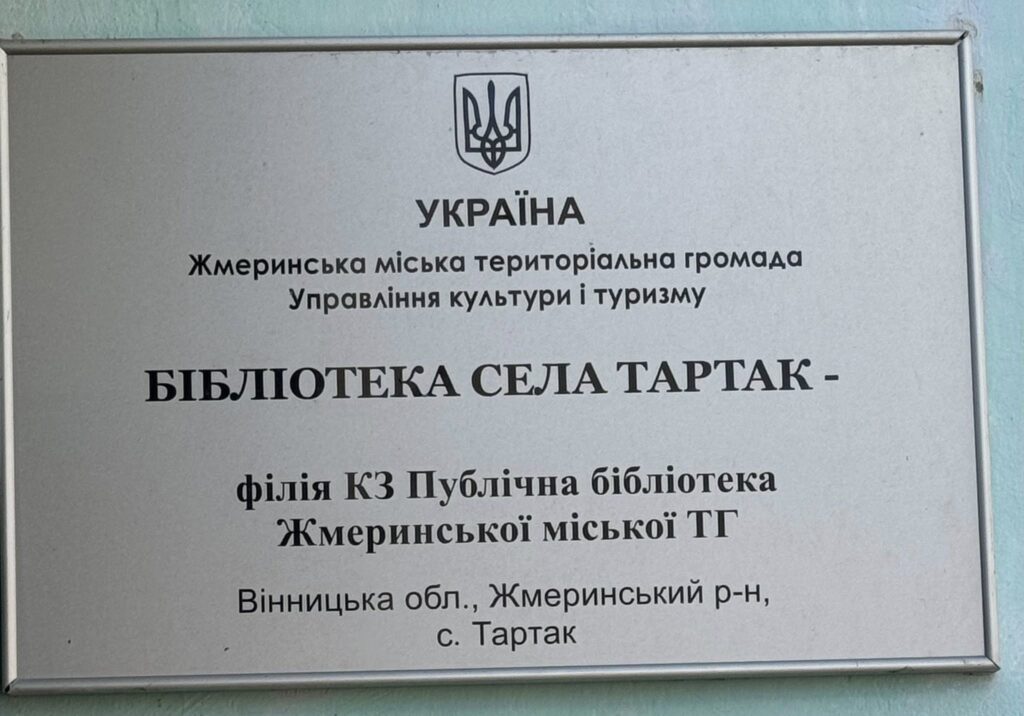 УКРАЇНА
Жмеринська міська територіальна громада
Управління культури і туризму
БІБЛІОТЕКА СЕЛА ТАРТАК -
філія КЗ Публічна бібліотека
Жмеринської міської ТГ
Вінницька обл., Жмеринський р-н,
с. Тартак